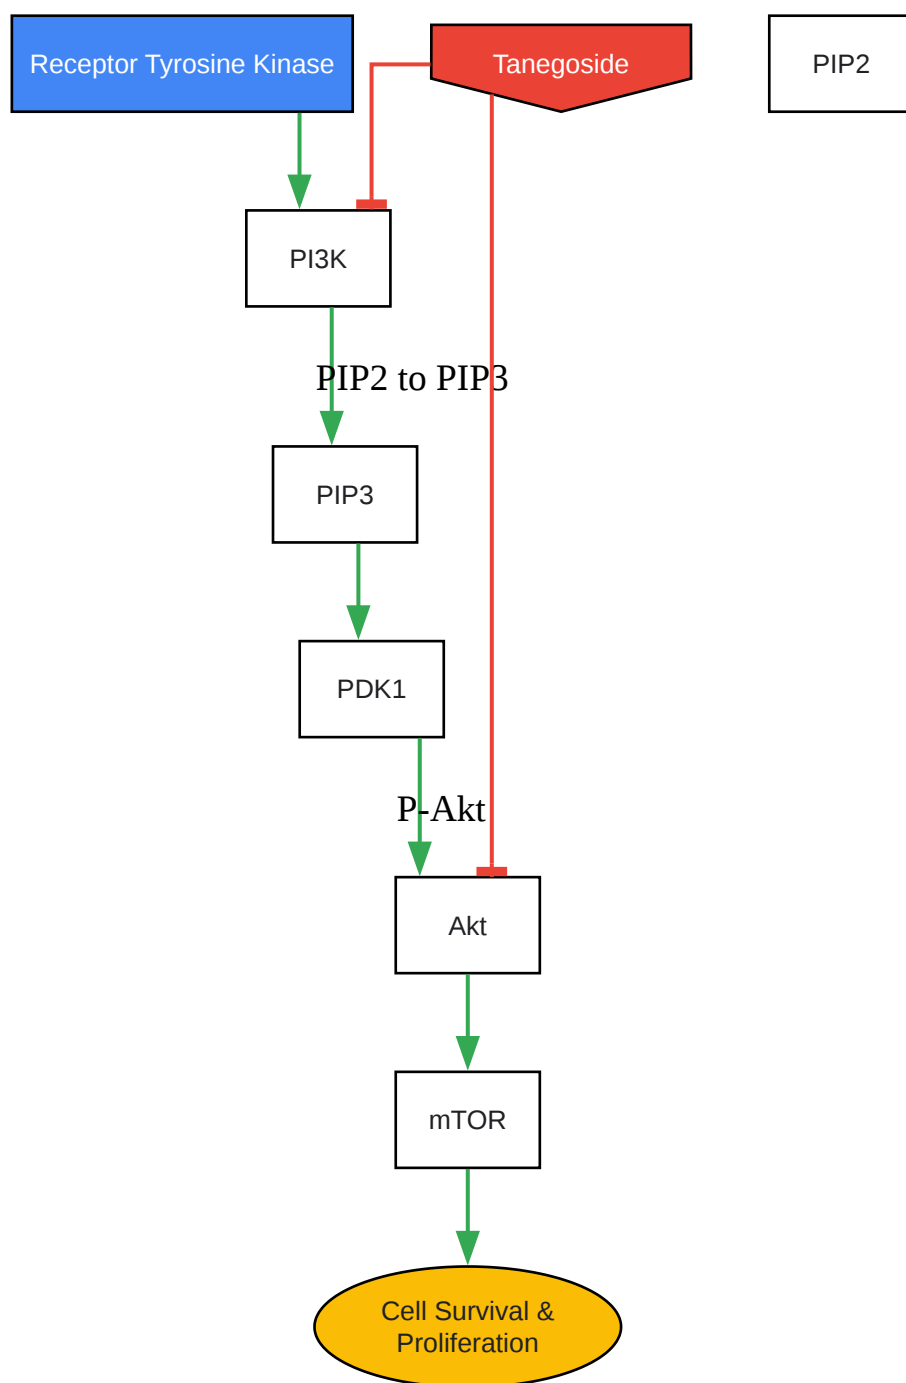 Receptor Tyrosine Kinase
Tanegoside
PIP2
PI3K
PIP2 to PIP3
PIP3
PDK1
P-Akt
Akt
mTOR
Cell Survival &
Proliferation